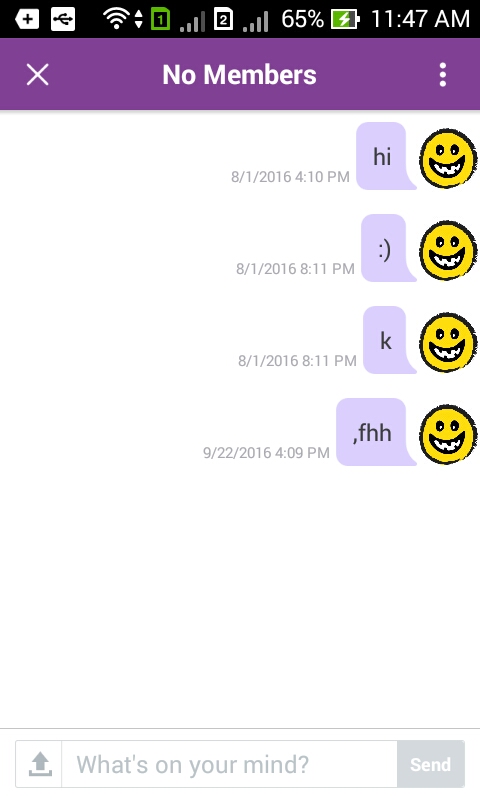 1 2 65% 11:47 AM
No Members
hi
8/1/2016 4:10 PM
:)
8/1/2016 8:11 PM
k
8/1/2016 8:11 PM
,fhh
9/22/2016 4:09 PM
What's on your mind? Send